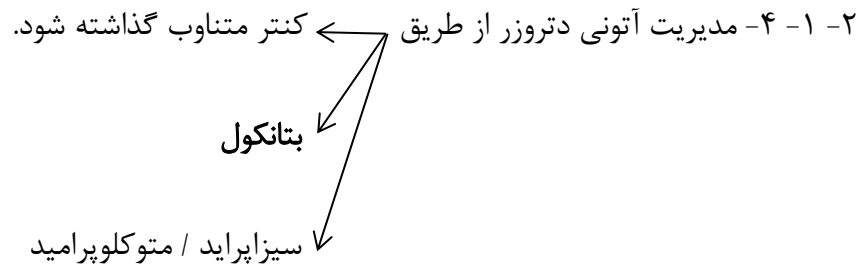 ۲- ۱- ۴- مدیریت آتونی دتروزر از طریق کنتر متناوب گذاشته شود.
بتانکول
سیزاپراید / متوکلوپرامید